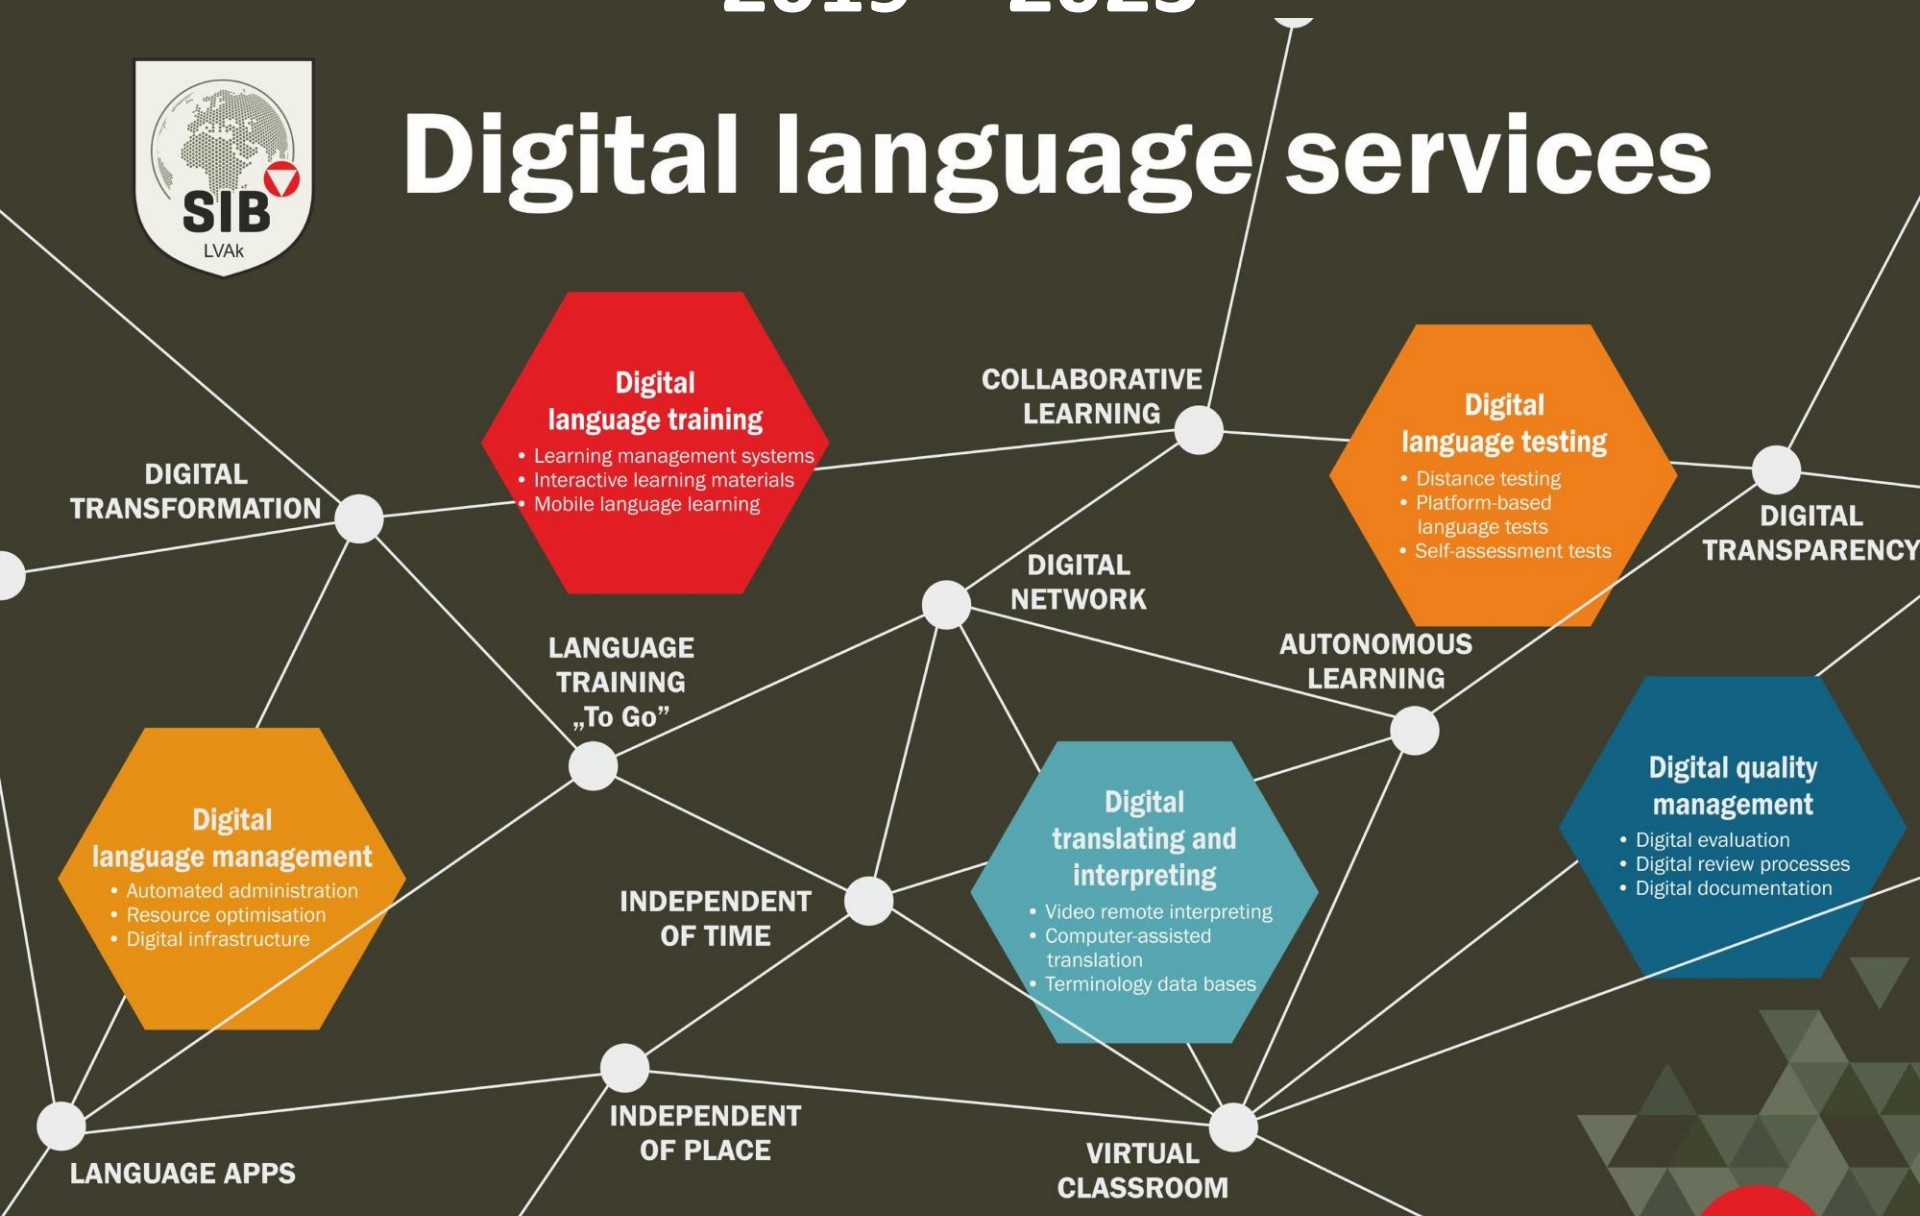 2019 - 2025
SIB
LVAk
Digital language services
Digital
language training
• Learning management systems
• Interactive learning materials
• Mobile language learning
COLLABORATIVE
LEARNING
Digital
language testing
• Distance testing
• Platform-based
language tests
• Self-assessment tests
DIGITAL
TRANSFORMATION
DIGITAL
TRANSPARENCY
DIGITAL
NETWORK
LANGUAGE
TRAINING
„To Go”
AUTONOMOUS
LEARNING
Digital
language management
• Automated administration
• Resource optimisation
• Digital infrastructure
INDEPENDENT
OF TIME
Digital
translating and
interpreting
• Video remote interpreting
• Computer-assisted
translation
• Terminology data bases
Digital quality
management
• Digital evaluation
• Digital review processes
• Digital documentation
INDEPENDENT
OF PLACE
LANGUAGE APPS
VIRTUAL
CLASSROOM